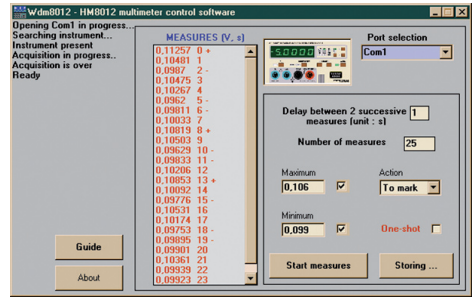 Wdm8012 - HM8012 multimeter control software
Opening Com1 in progress...
Searching instrument...
Instrument present
Acquisition in progress..
Acquisition is over
Ready
MEASURES (V, s)
0,11257 0 +
0,10481 1
0,0987 2 -
0,10475 3
0,10267 4
0,0962 5 -
0,09811 6 -
0,10033 7
0,10819 8 +
0,10503 9
0,09629 10 -
0,09833 11 -
0,10206 12
0,10853 13 +
0,10092 14
0,09776 15 -
0,10531 16
0,10174 17
0,09753 18 -
0,09895 19 -
0,09901 20
0,10361 21
0,09939 22
0,09923 23
Guide
About
Port selection
Com1
Delay between 2 successive measures (unit : s)
1
Number of measures
25
Maximum
0,106
Action
To mark
Minimum
0,099
One-shot
Start measures
Storing ...